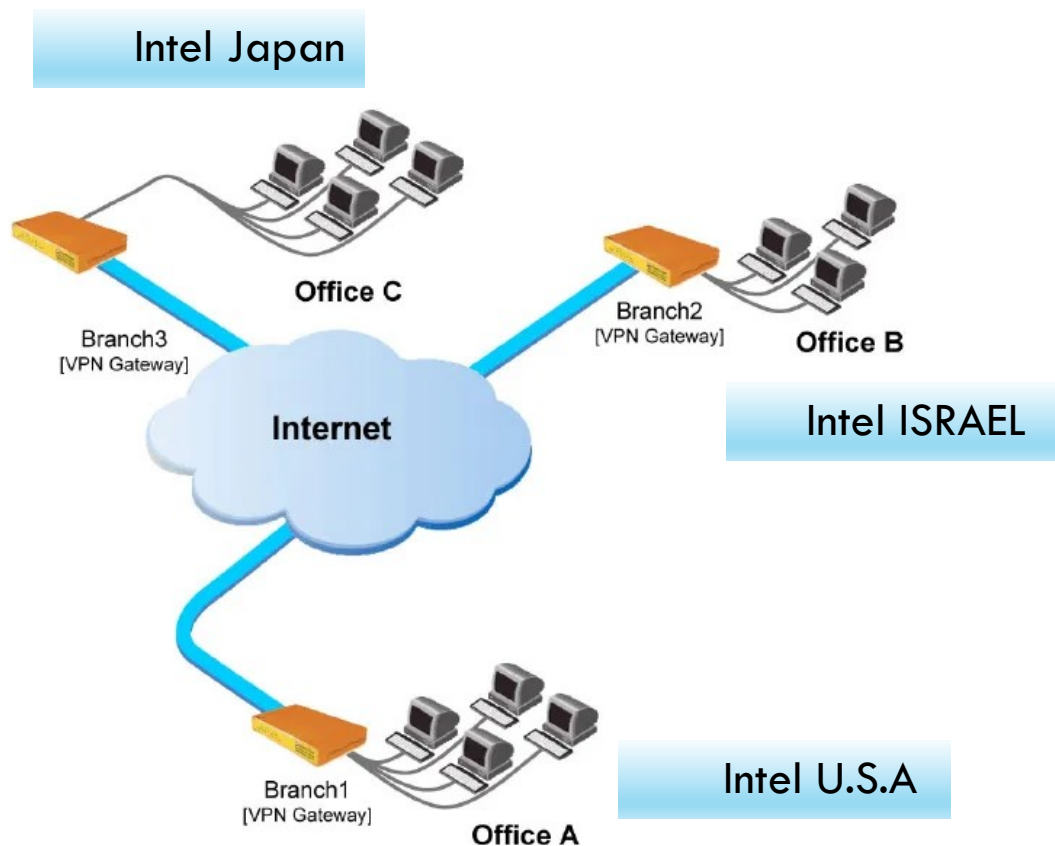 Intel Japan
Office C
Branch3
[VPN Gateway]
Branch2
[VPN Gateway]
Office B
Internet
Intel ISRAEL
Branch1
[VPN Gateway]
Office A
Intel U.S.A